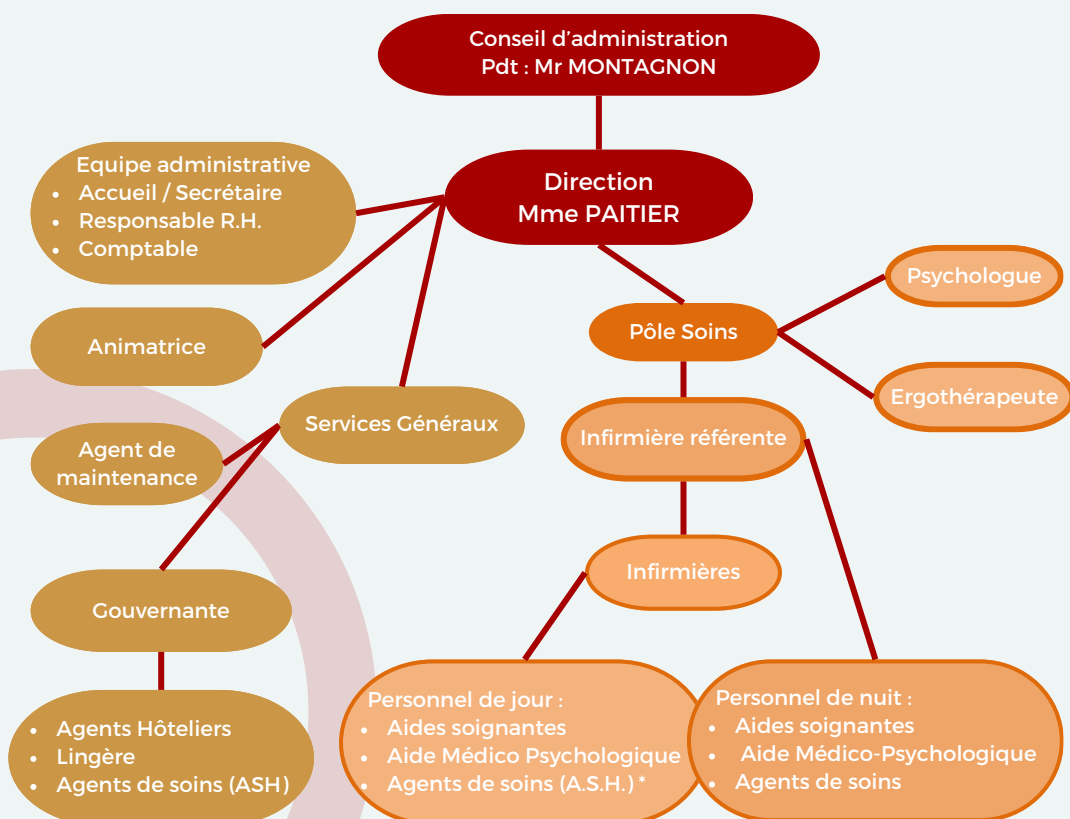 Conseil d'administration
Pdt : Mr MONTAGNON
Direction
Mme PAITIER
Equipe administrative
• Accueil / Secrétaire
• Responsable R.H.
• Comptable
Psychologue
Animatrice
Pôle Soins
Ergothérapeute
Services Généraux
Infirmière référente
Agent de
maintenance
Infirmières
Gouvernante
• Agents Hôteliers
• Lingère
• Agents de soins (ASH)
Personnel de jour :
• Aides soignantes
• Aide Médico Psychologique
• Agents de soins (A.S.H.) *
Personnel de nuit :
• Aides soignantes
• Aide Médico-Psychologique
• Agents de soins